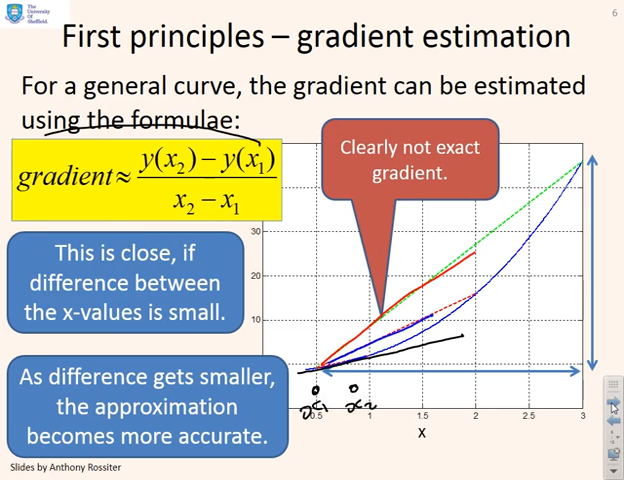 The
University
Of
Sheffield.
6
First principles – gradient estimation
For a general curve, the gradient can be estimated
using the formulae:
gradient ≈ y(x₂) − y(x₁) / x₂ − x₁
Clearly not exact
gradient.
This is close, if
difference between
the x-values is small.
As difference gets smaller,
the approximation
becomes more accurate.
30
20
10
0.5 1 1.5 2 2.5 3
x₁ x₂
X
Slides by Anthony Rossiter